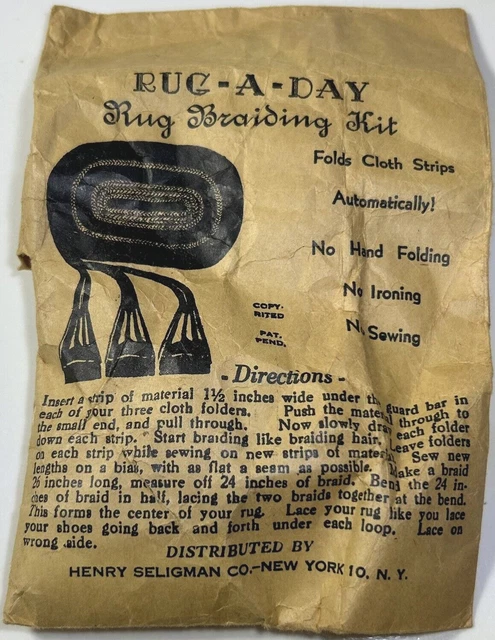 RUG-A-DAY
Rug Braiding Kit
Folds Cloth Strips
Automatically!
No Hand Folding
No Ironing
No Sewing
COPY-
RITED
PAT.
PEND.
- Directions -
Insert a strip of material 1½ inches wide under the guard bar in
each of your three cloth folders. Push the material through to
the small end, and pull through. Now slowly draw each folder
down each strip. Start braiding like braiding hair. Leave folders
on each strip while sewing on new strips of material. Sew new
lengths on a bias, with as flat a seam as possible. Make a braid
26 inches long, measure off 24 inches of braid. Bend the 24 in-
ches of braid in half, lacing the two braids together at the bend.
This forms the center of your rug. Lace your rug like you lace
your shoes going back and forth under each loop. Lace on
wrong side.
DISTRIBUTED BY
HENRY SELIGMAN CO.-NEW YORK 10, N. Y.